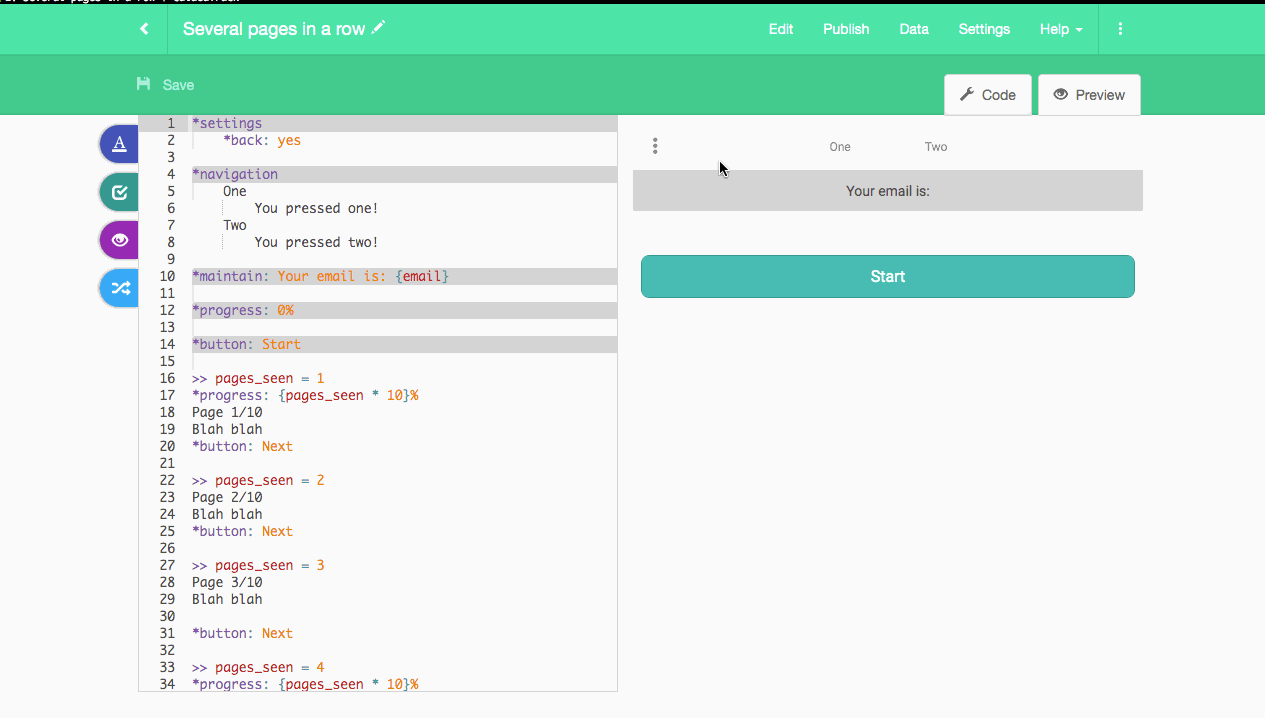 Several pages in a row
Edit Publish Data Settings Help
Save
Code Preview
1 *settings
2 *back: yes
3
4 *navigation
5 One
6 You pressed one!
7 Two
8 You pressed two!
9
10 *maintain: Your email is: {email}
11
12 *progress: 0%
13
14 *button: Start
15
16 >> pages_seen = 1
17 *progress: {pages_seen * 10}%
18 Page 1/10
19 Blah blah
20 *button: Next
21
22 >> pages_seen = 2
23 Page 2/10
24 Blah blah
25 *button: Next
26
27 >> pages_seen = 3
28 Page 3/10
29 Blah blah
30
31 *button: Next
32
33 >> pages_seen = 4
34 *progress: {pages_seen * 10}%
A
One Two
Your email is:
Start